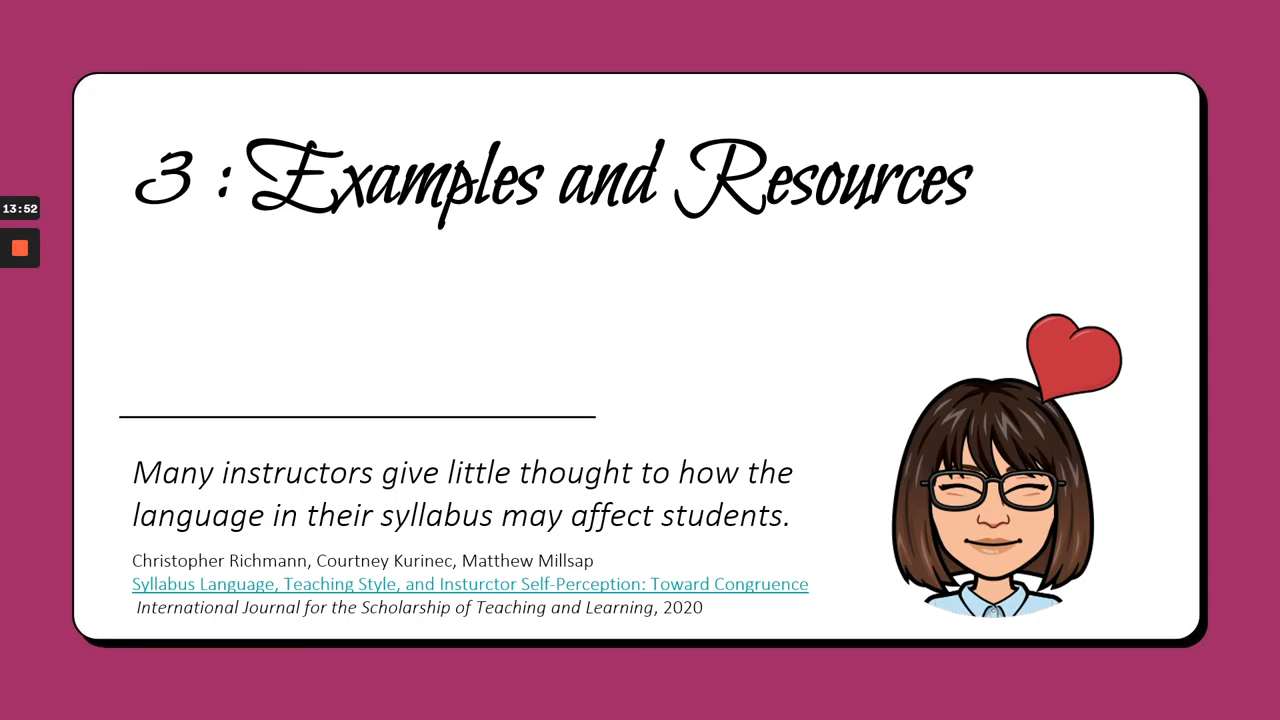 3 : Examples and Resources
13:52
Many instructors give little thought to how the
language in their syllabus may affect students.
Christopher Richmann, Courtney Kurinec, Matthew Millsap
Syllabus Language, Teaching Style, and Insturctor Self-Perception: Toward Congruence
International Journal for the Scholarship of Teaching and Learning, 2020